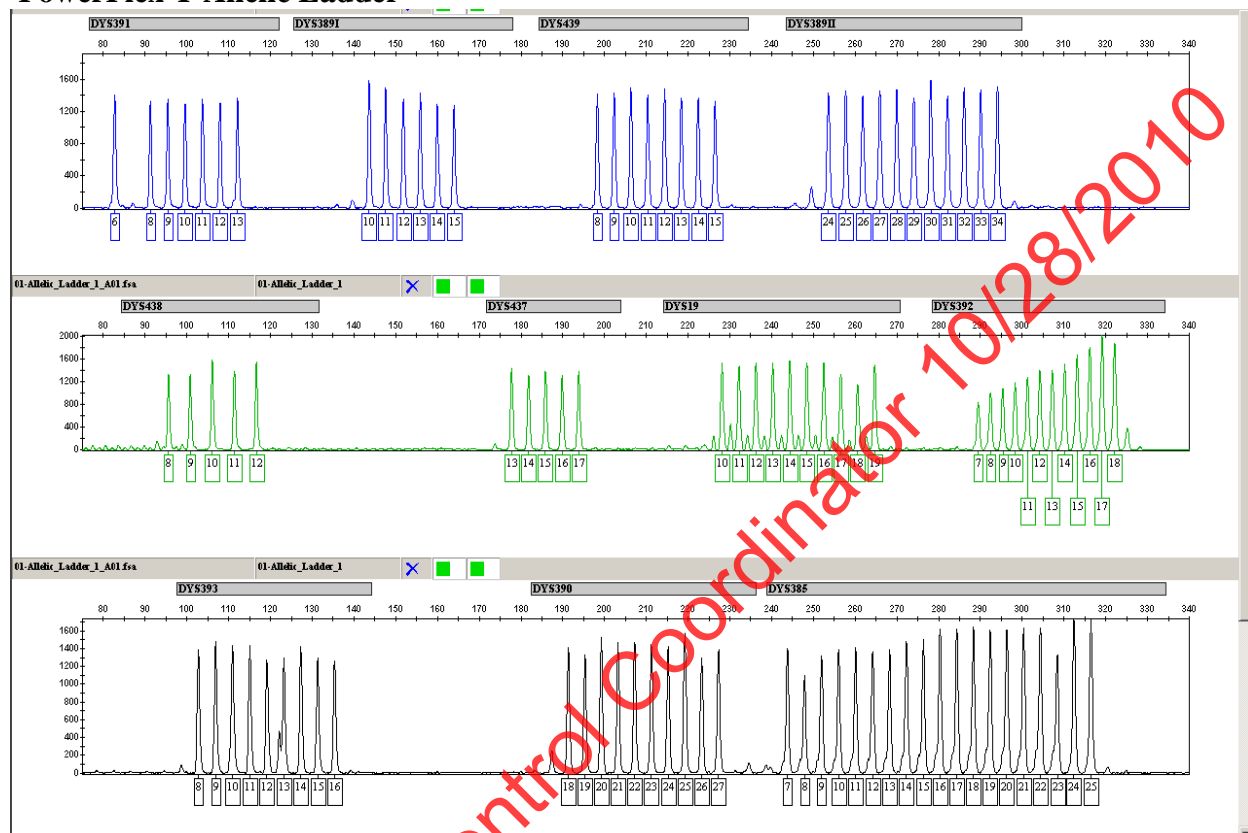 PowerPlex Y Allelic Ladder
DYS391 DYS389I DYS439 DYS389II
80 90 100 110 120 130 140 150 160 170 180 190 200 210 220 230 240 250 260 270 280 290 300 310 320 330 340
1600
1200
800
400
0
6 8 9 10 11 12 13 10 11 12 13 14 15 8 9 10 11 12 13 14 15 24 25 26 27 28 29 30 31 32 33 34
01-Allelic_Ladder_1_A01.fsa 01-Allelic_Ladder_1
DYS438 DYS437 DYS19 DYS392
80 90 100 110 120 130 140 150 160 170 180 190 200 210 220 230 240 250 260 270 280 290 300 310 320 330 340
2000
1600
1200
800
400
0
8 9 10 11 12 13 14 15 16 17 10 11 12 13 14 15 16 17 18 19 7 8 9 10 12 14 16 18
11 13 15 17
01-Allelic_Ladder_1_A01.fsa 01-Allelic_Ladder_1
DYS393 DYS390 DYS385
80 90 100 110 120 130 140 150 160 170 180 190 200 210 220 230 240 250 260 270 280 290 300 310 320 330 340
1600
1400
1200
1000
800
600
400
200
0
8 9 10 11 12 13 14 15 16 18 19 20 21 22 23 24 25 26 27 7 8 9 10 11 12 13 14 15 16 17 18 19 20 21 22 23 24 25
Control Coordinator 10/28/2010